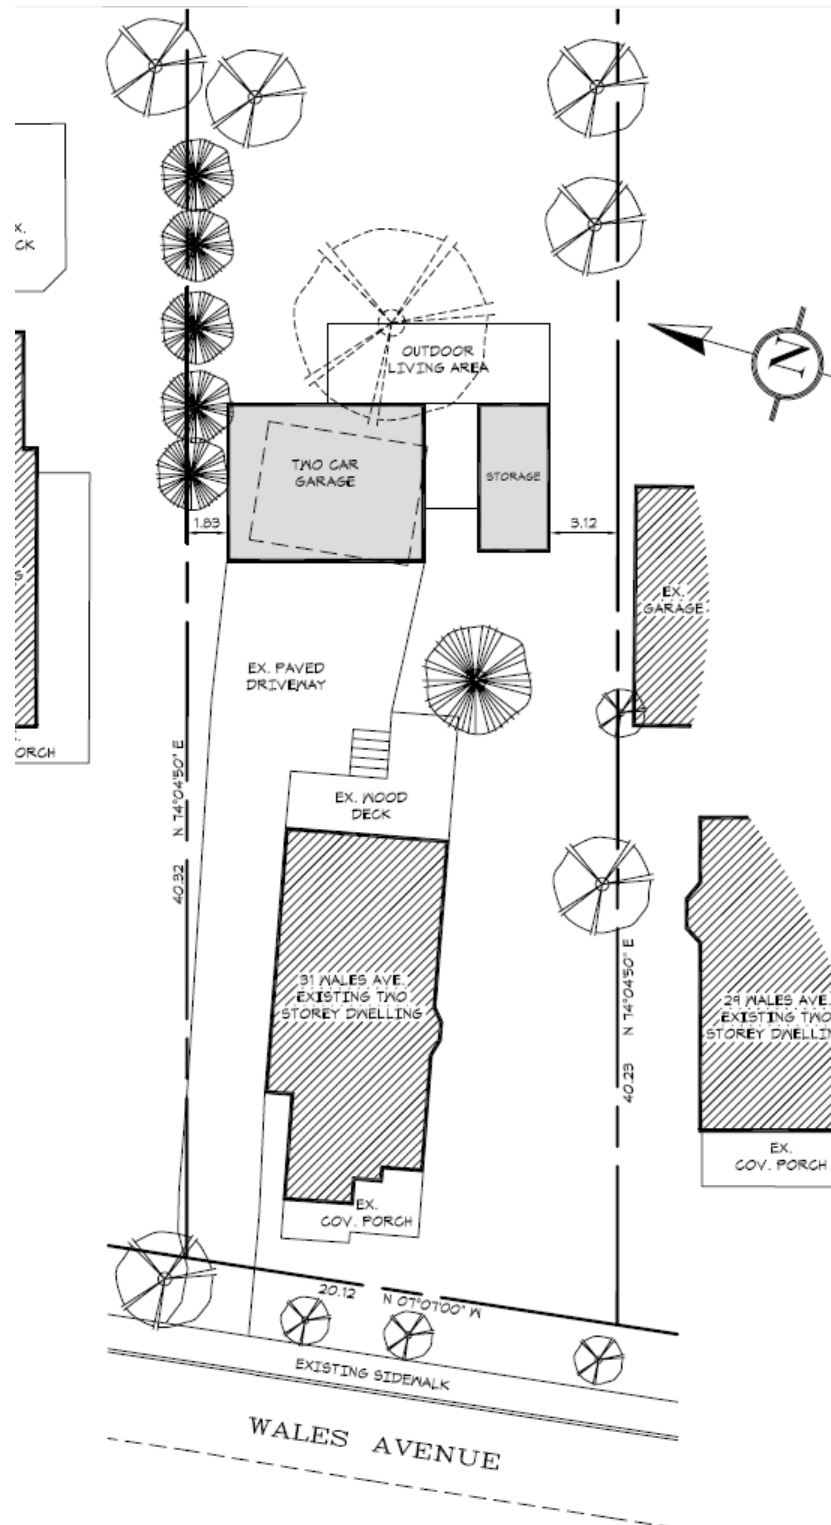 X.
CK
OUTDOOR
LIVING AREA
N
TWO CAR
GARAGE
STORAGE
1.83
3.12
EX.
GARAGE
EX. PAVED
DRIVEWAY
ORCH
N 74°04'50" E
40.32
EX. WOOD
DECK
31 WALES AVE.
EXISTING TWO
STOREY DWELLING
N 74°04'50" E
40.23
29 WALES AVE.
EXISTING TWO
STOREY DWELLIN
EX.
COV. PORCH
EX.
COV. PORCH
20.12
N 07°07'00" W
EXISTING SIDEWALK
WALES AVENUE